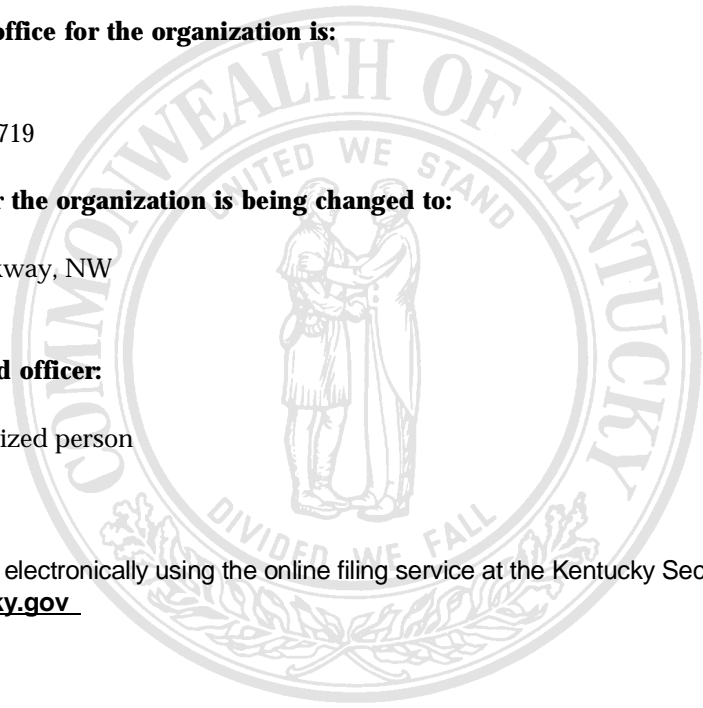 office for the organization is:
719
the organization is being changed to:
kway, NW
d officer:
ized person
electronically using the online filing service at the Kentucky Sec
ky.gov
COMMONWEALTH OF KENTUCKY
UNITED WE STAND
DIVIDED WE FALL